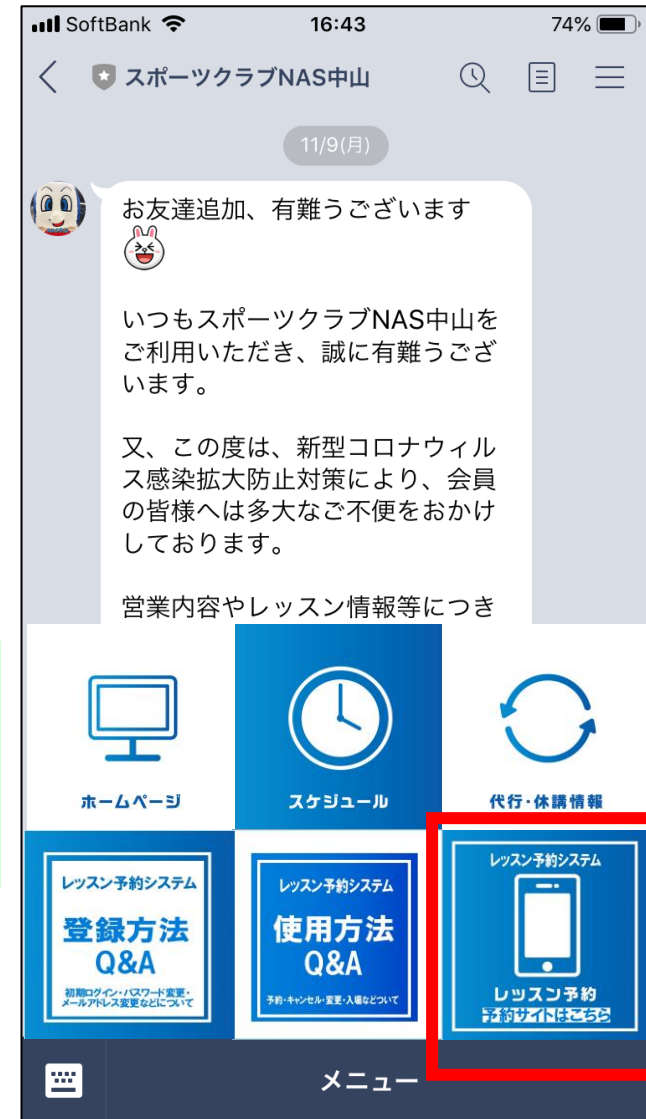 SoftBank 16:43 74%
スポーツクラブNAS中山
11/9(月)
お友達追加、有難うございます
いつもスポーツクラブNAS中山を
ご利用いただき、誠に有難うござ
います。
又、この度は、新型コロナウィル
ス感染拡大防止対策により、会員
の皆様へは多大なご不便をおかけ
しております。
営業内容やレッスン情報等につき
ホームページ
スケジュール
代行・休講情報
レッスン予約システム
登録方法
Q&A
初期ログイン・パスワード変更・
メールアドレス変更などについて
レッスン予約システム
使用方法
Q&A
予約・キャンセル・変更・入場などついて
レッスン予約システム
レッスン予約
予約サイトはこちら
メニュー